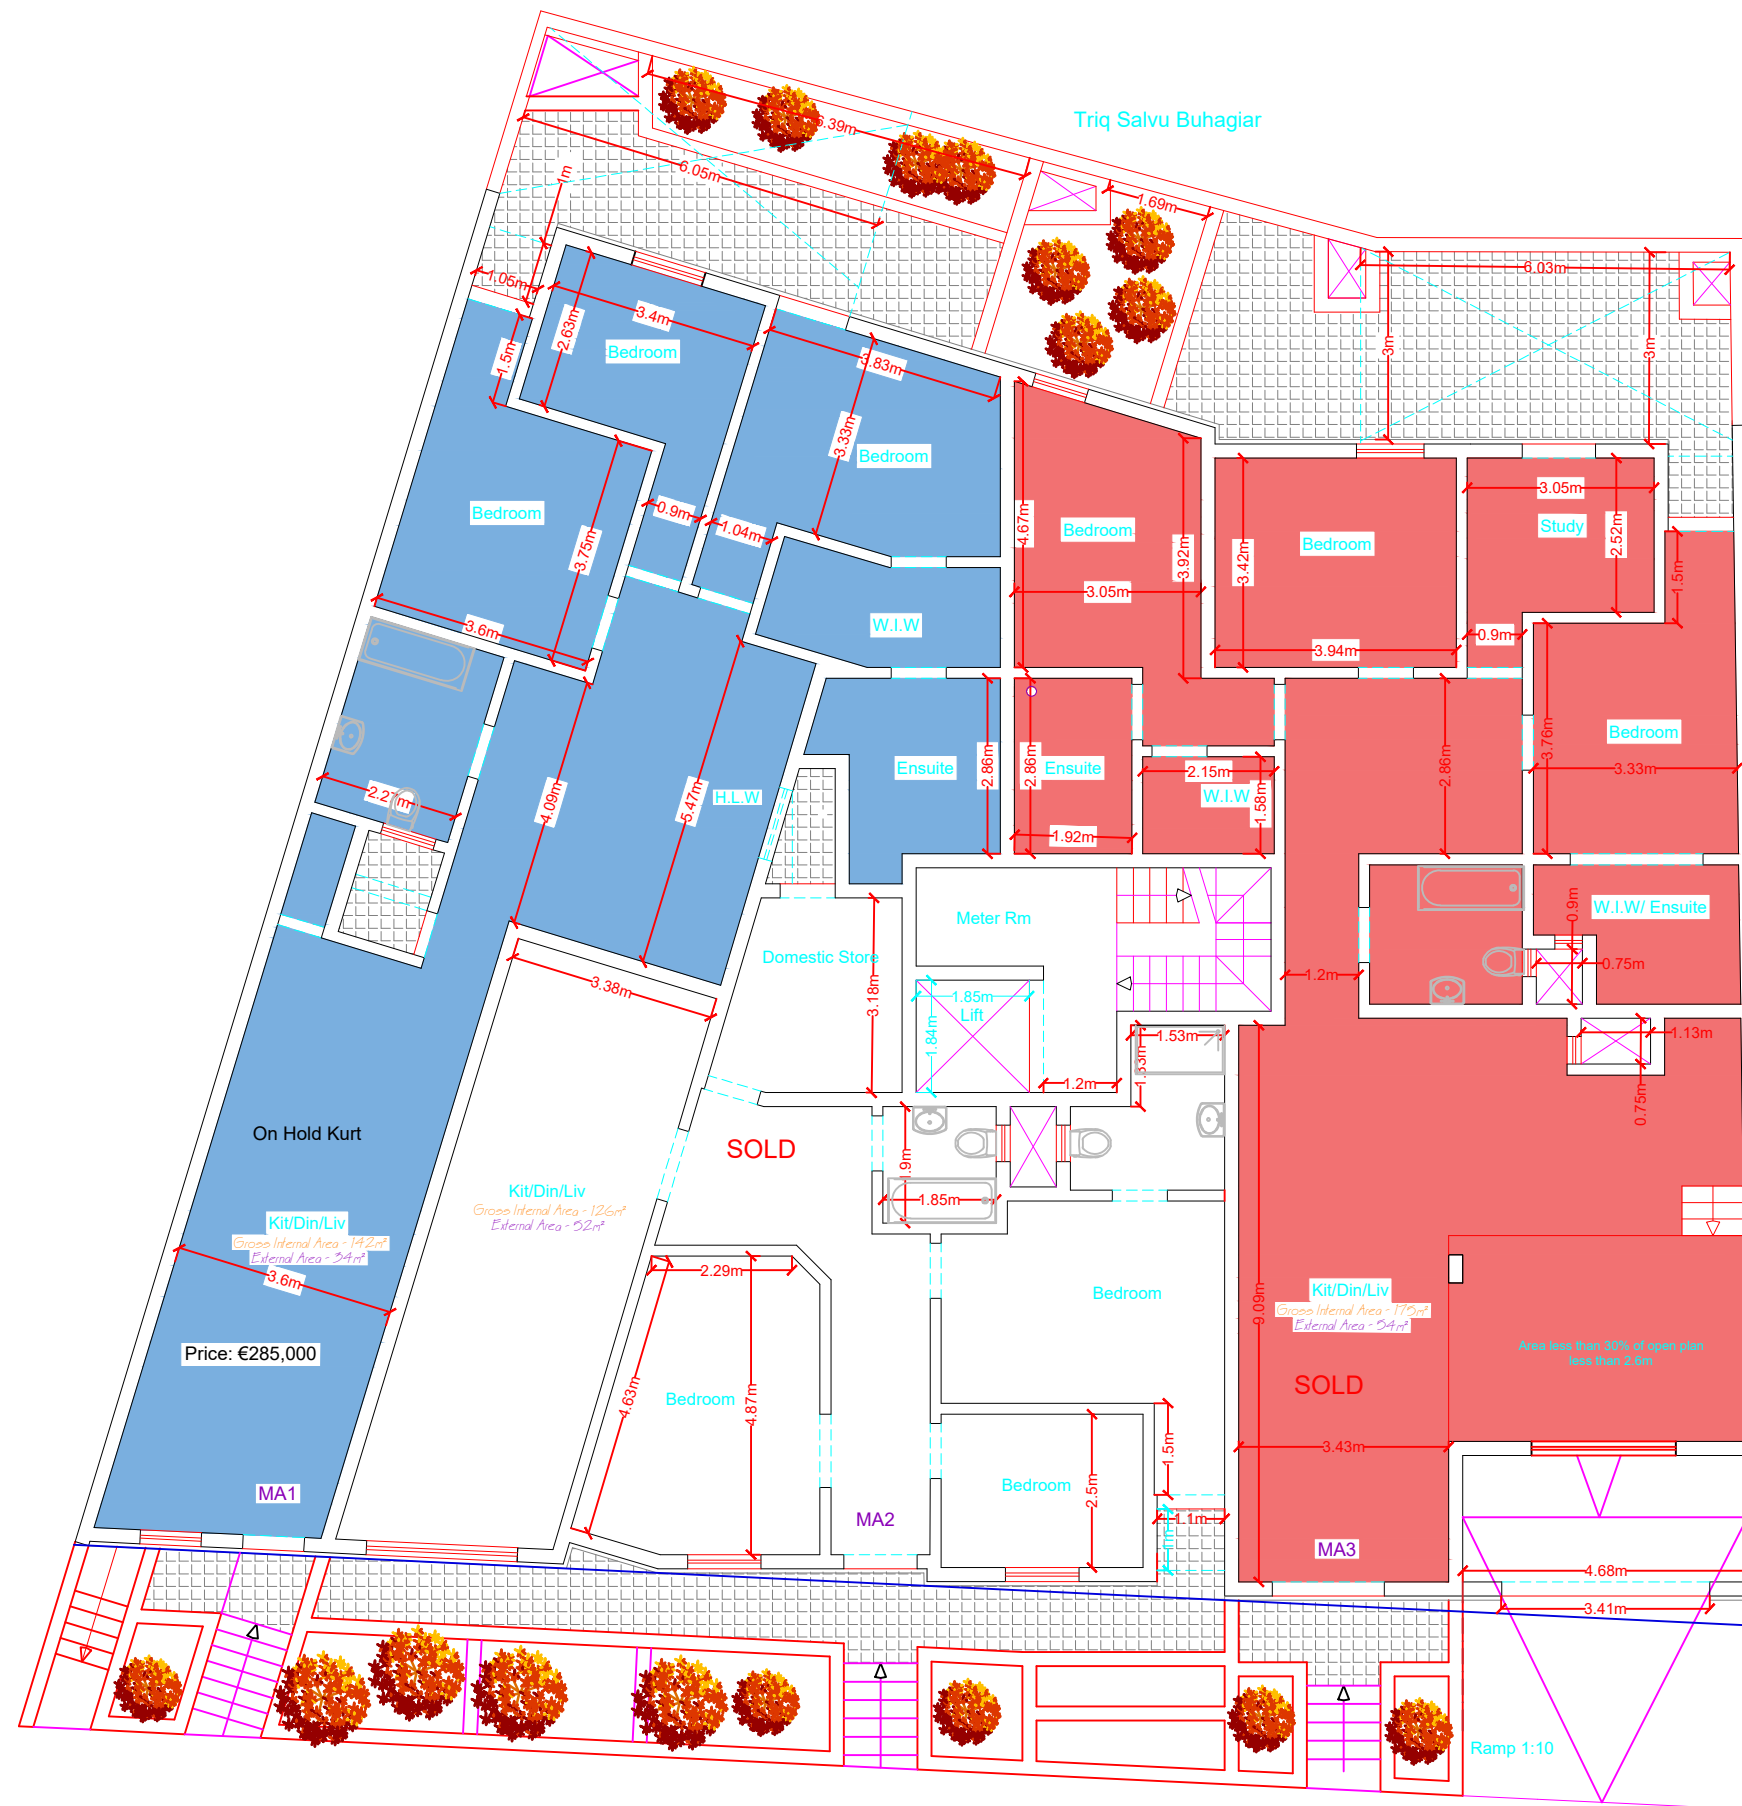 Triq Salvu Buhagiar
6.39m
6.05m
1m
1.69m
1.05m
6.03m
3m
3m
3.4m
2.63m
Bedroom
1.5m
3.83m
3.33m
Bedroom
Bedroom
3.75m
0.9m
1.04m
3.6m
W.I.W
4.67m
Bedroom
3.92m
3.05m
3.42m
Bedroom
3.94m
3.05m
Study
2.52m
0.9m
1.5m
3.76m
Bedroom
3.33m
2.27m
4.09m
5.47m
H.L.W
Ensuite
2.86m
2.86m
Ensuite
1.92m
2.15m
W.I.W
1.58m
2.86m
W.I.W/ Ensuite
0.9m
0.75m
1.2m
1.13m
0.75m
3.38m
Domestic Store
3.18m
Meter Rm
1.85m
Lift
1.84m
1.2m
1.53m
On Hold Kurt
SOLD
1.9m
1.85m
Kit/Din/Liv
Gross Internal Area - 142m²
External Area - 34m²
3.6m
Price: €285,000
MA1
Kit/Din/Liv
Gross Internal Area - 126m²
External Area - 52m²
2.29m
4.63m
4.87m
Bedroom
Bedroom
Bedroom
2.5m
1.5m
1.1m
MA2
9.09m
Kit/Din/Liv
Gross Internal Area - 175m²
External Area - 54m²
Area less than 30% of open plan
less than 2.6m
SOLD
3.43m
MA3
4.68m
3.41m
Ramp 1:10